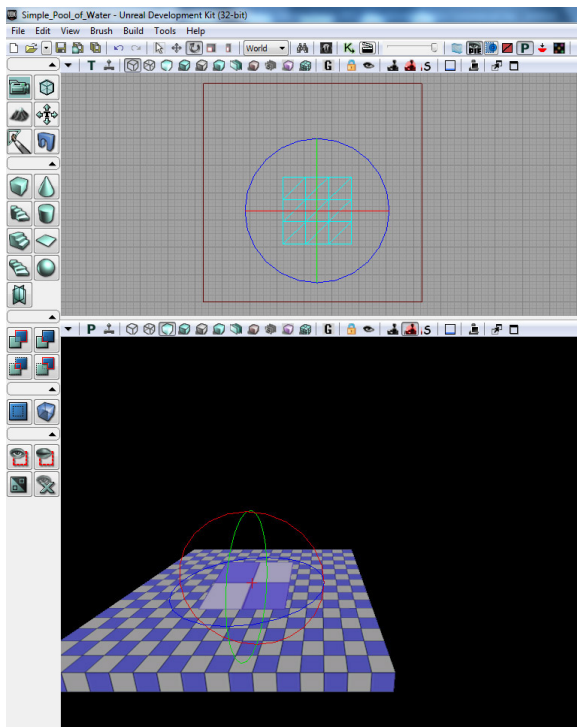 Simple_Pool_of_Water - Unreal Development Kit (32-bit)
File Edit View Brush Build Tools Help
World P
T G .S
P G .S